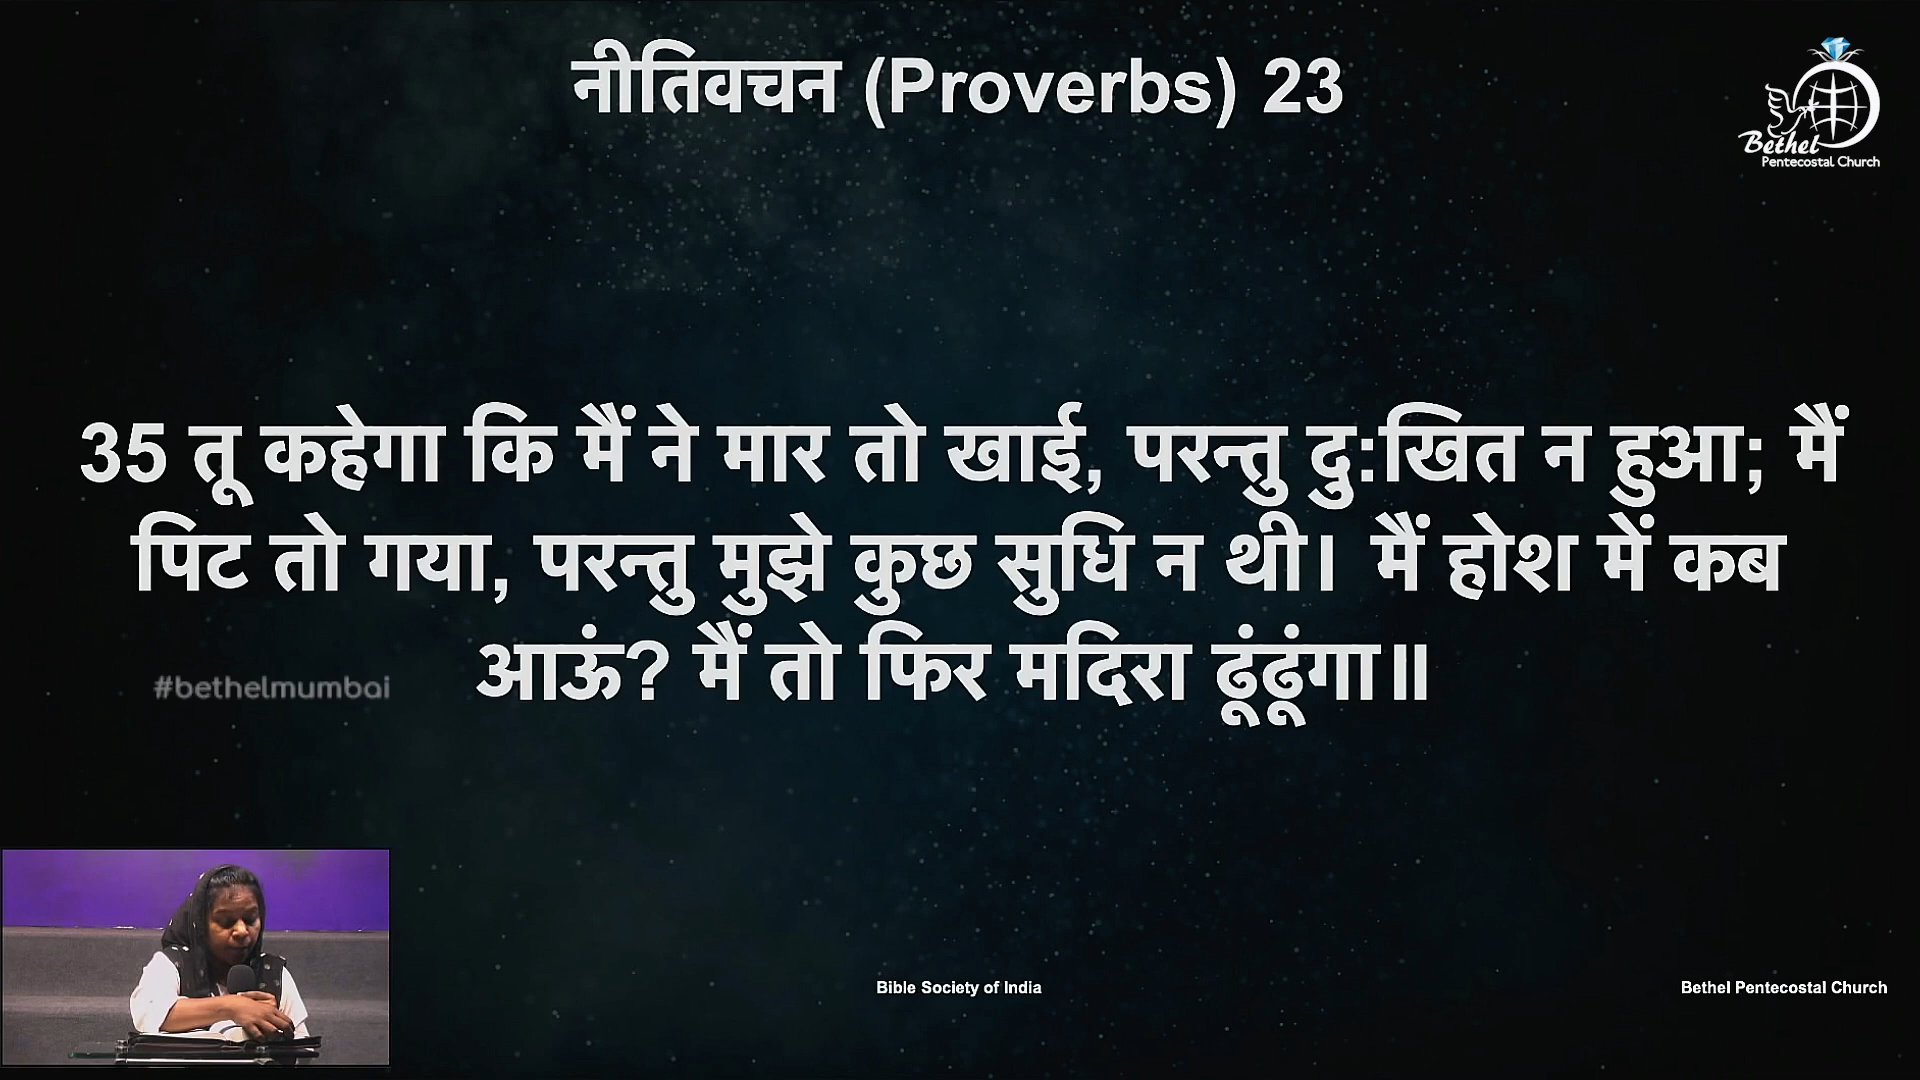 नीतिवचन (Proverbs) 23
Bethel
Pentecostal Church
35 तू कहेगा कि मैं ने मार तो खाई, परन्तु दु:खित न हुआ; मैं
पिट तो गया, परन्तु मुझे कुछ सुधि न थी। मैं होश में कब
आऊं? मैं तो फिर मदिरा ढूंढूंगा॥
#bethelmumbai
Bible Society of India
Bethel Pentecostal Church